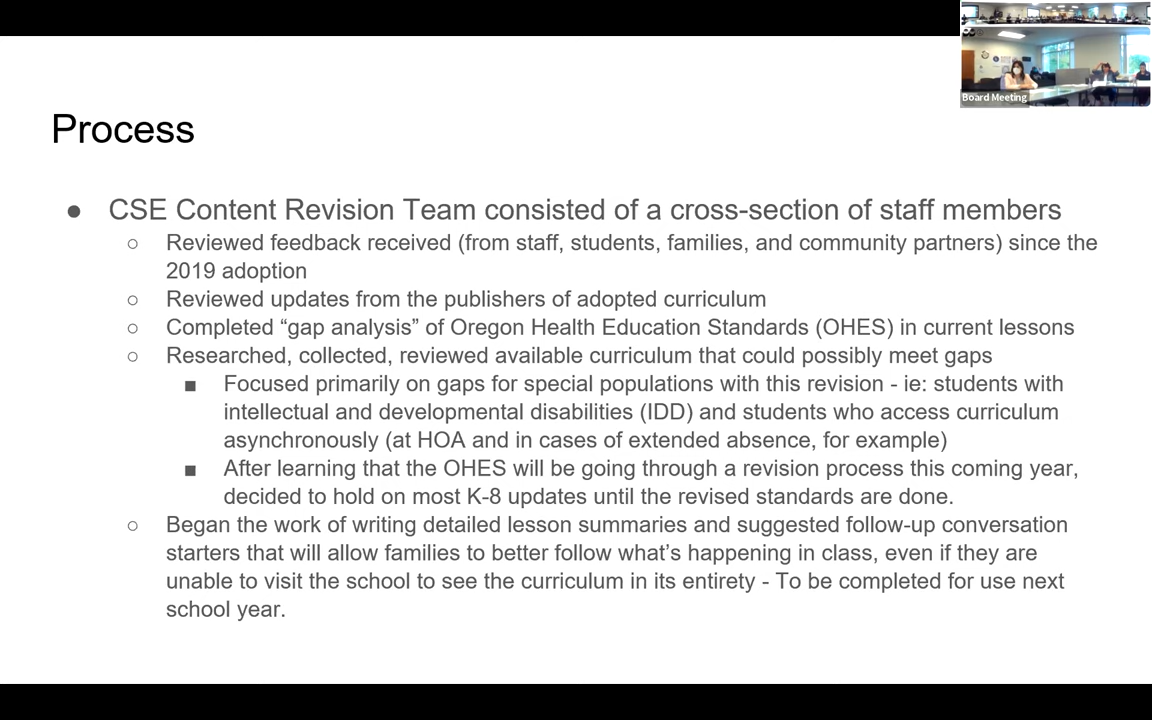 Board Meeting
Process
● CSE Content Revision Team consisted of a cross-section of staff members
○ Reviewed feedback received (from staff, students, families, and community partners) since the
2019 adoption
○ Reviewed updates from the publishers of adopted curriculum
○ Completed “gap analysis” of Oregon Health Education Standards (OHES) in current lessons
○ Researched, collected, reviewed available curriculum that could possibly meet gaps
■ Focused primarily on gaps for special populations with this revision - ie: students with
intellectual and developmental disabilities (IDD) and students who access curriculum
asynchronously (at HOA and in cases of extended absence, for example)
■ After learning that the OHES will be going through a revision process this coming year,
decided to hold on most K-8 updates until the revised standards are done.
○ Began the work of writing detailed lesson summaries and suggested follow-up conversation
starters that will allow families to better follow what’s happening in class, even if they are
unable to visit the school to see the curriculum in its entirety - To be completed for use next
school year.